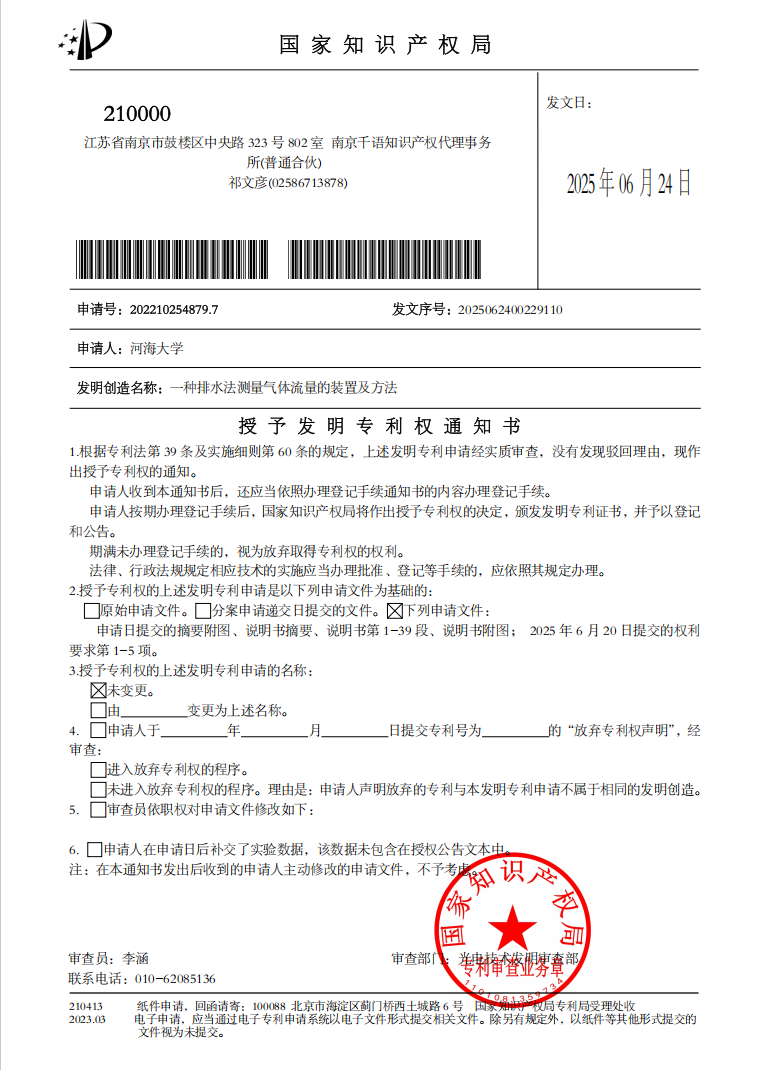 国家知识产权局
210000
江苏省南京市鼓楼区中央路 323 号 802 室 南京千语知识产权代理事务
所(普通合伙)
祁文彦(02586713878)
发文日：
2025 年 06 月 24 日
申请号：202210254879.7 发文序号：2025062400229110
申请人：河海大学
发明创造名称：一种排水法测量气体流量的装置及方法
授予发明专利权通知书
1.根据专利法第 39 条及实施细则第 60 条的规定，上述发明专利申请经实质审查，没有发现驳回理由，现作
出授予专利权的通知。
申请人收到本通知书后，还应当依照办理登记手续通知书的内容办理登记手续。
申请人按期办理登记手续后，国家知识产权局将作出授予专利权的决定，颁发发明专利证书，并予以登记
和公告。
期满未办理登记手续的，视为放弃取得专利权的权利。
法律、行政法规规定相应技术的实施应当办理批准、登记等手续的，应依照其规定办理。
2.授予专利权的上述发明专利申请是以下列申请文件为基础的：
☐原始申请文件。☐分案申请递交日提交的文件。☒下列申请文件：
申请日提交的摘要附图、说明书摘要、说明书第 1-39 段、说明书附图； 2025 年 6 月 20 日提交的权利
要求第 1-5 项。
3.授予专利权的上述发明专利申请的名称：
☒未变更。
☐由________变更为上述名称。
4. ☐申请人于________年________月________日提交专利号为________的“放弃专利权声明”，经
审查：
☐进入放弃专利权的程序。
☐未进入放弃专利权的程序。理由是：申请人声明放弃的专利与本发明专利申请不属于相同的发明创造。
5. ☐审查员依职权对申请文件修改如下：
6. ☐申请人在申请日后补交了实验数据，该数据未包含在授权公告文本中。
注：在本通知书发出后收到的申请人主动修改的申请文件，不予考虑。
国家知识产权局
专利审查业务章
1101081359734
审查员：李涵 审查部门：光电技术发明审查部
联系电话：010-62085136
210413 纸件申请，回函请寄：100088 北京市海淀区蓟门桥西土城路 6 号 国家知识产权局专利局受理处收
2023.03 电子申请，应当通过电子专利申请系统以电子文件形式提交相关文件。除另有规定外，以纸件等其他形式提交的
文件视为未提交。